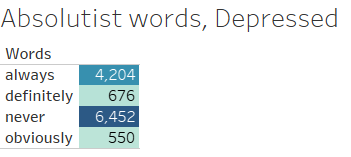 Absolutist words, Depressed
Words
always 4,204
definitely 676
never 6,452
obviously 550